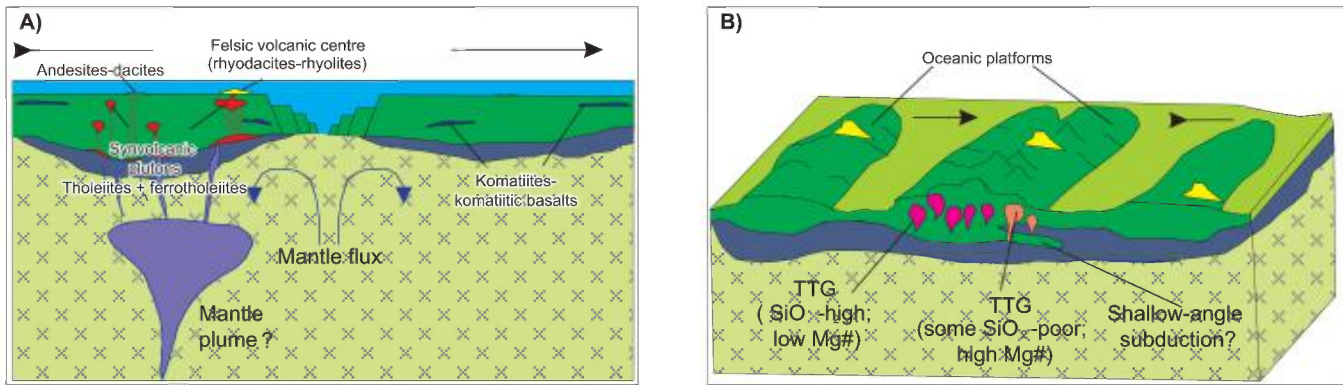 A)
Felsic volcanic centre
(rhyodacites-rhyolites)
Andesites-dacites
Synvolcanic
plutons
Tholeiites + ferrotholeiites
Komatiites-
komatiitic basalts
Mantle flux
Mantle
plume ?
B)
Oceanic platforms
TTG
( SiO -high;
low Mg#)
TTG
(some SiO₂-poor;
high Mg#)
Shallow-angle
subduction?